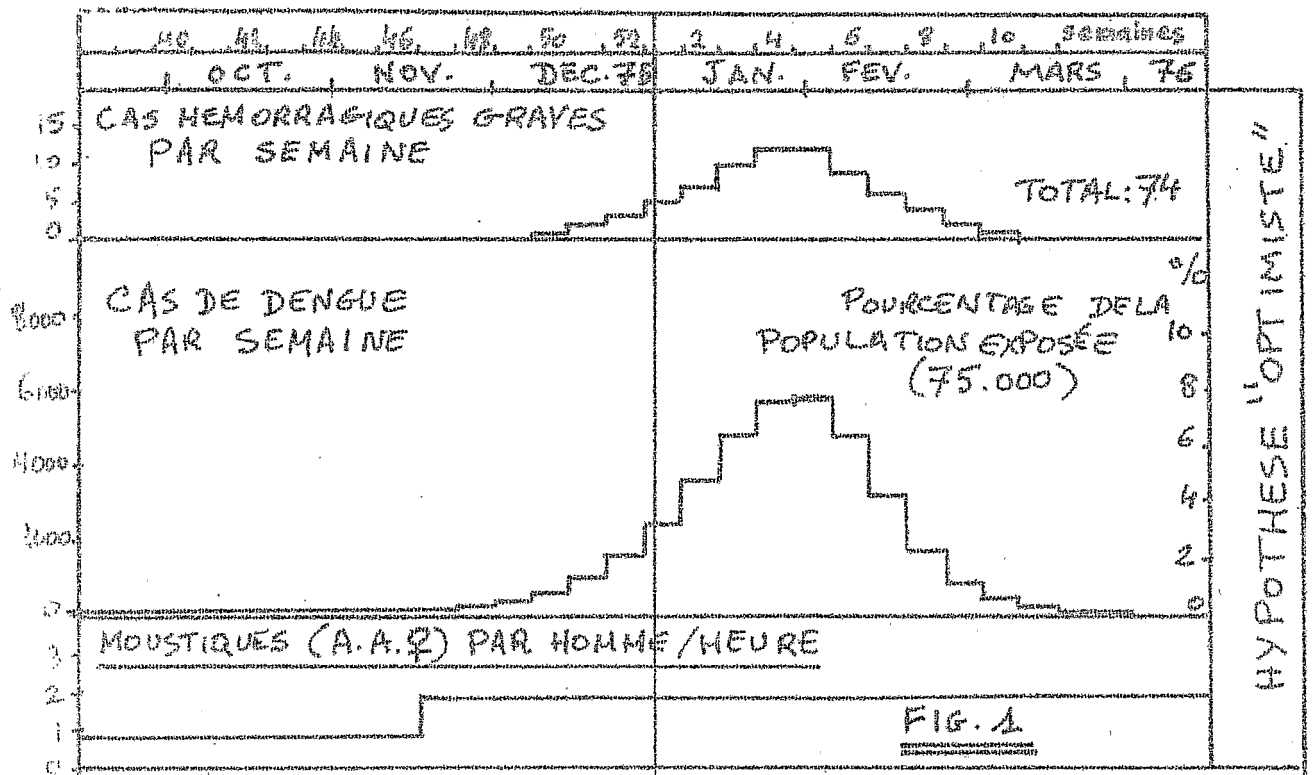 40 42 44 46 48 50 52 2 4 6 8 10 semaines
OCT. NOV. DEC. 75 JAN. FEV. MARS 76
CAS HEMORRAGIQUES GRAVES
PAR SEMAINE
15
10
5
0
TOTAL: 74
CAS DE DENGUE
PAR SEMAINE
8000
6000
4000
0
%
POURCENTAGE DE LA
POPULATION EXPOSÉE
(75.000)
10
8
6
4
2
0
MOUSTIQUES (A.A.♀) PAR HOMME/HEURE
3
2
1
0
FIG. 1
HYPOTHESE "OPTIMISTE"